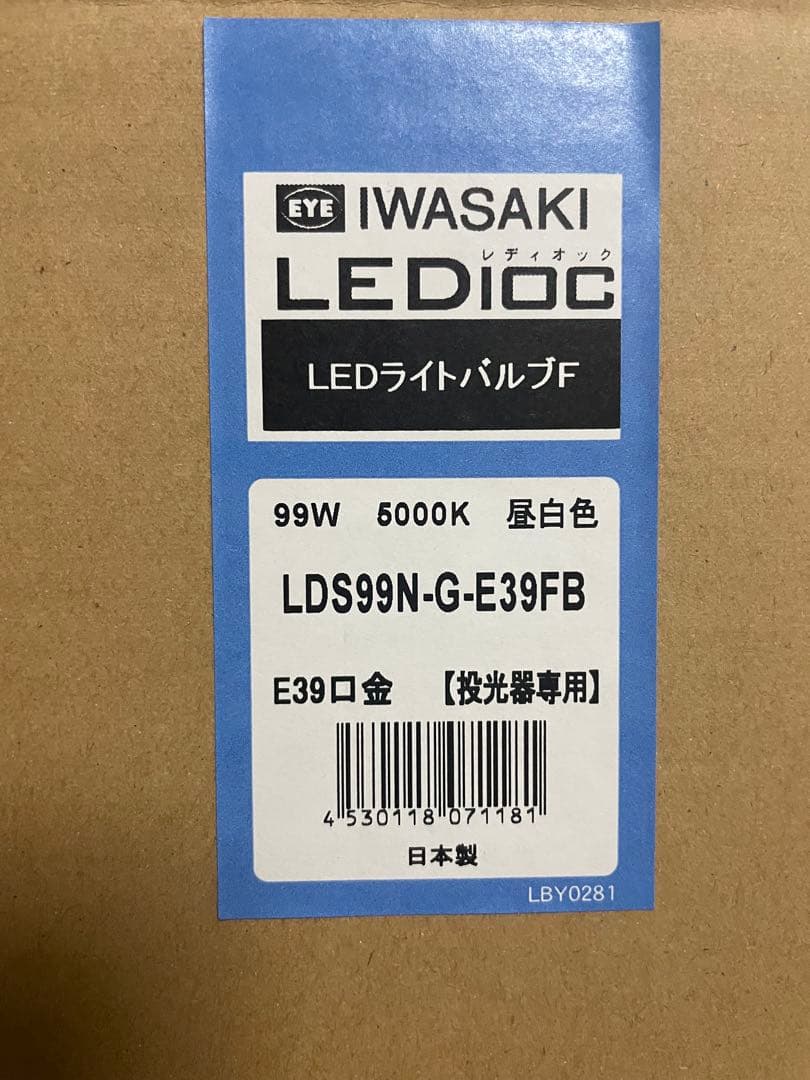 EYE IWASAKI
レディオック
LEDIOC
LEDライトバルブF
99W 5000K 昼白色
LDS99N-G-E39FB
E39口金 【投光器専用】
4 530118 071181
日本製
LBY0281